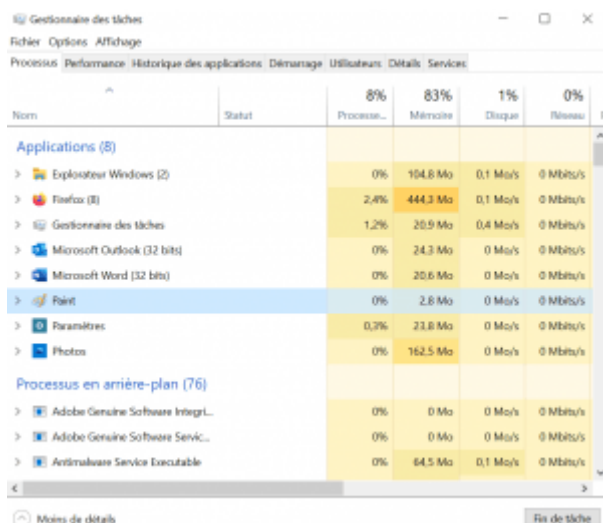 Gestionnaire des tâches
Fichier Options Affichage
Processus Performance Historique des applications Démarrage Utilisateurs Détails Services
8% 83% 1% 0%
Nom Statut Processe... Mémoire Disque Réseau
Applications (8)
Explorateur Windows (2) 0% 104,8 Mo 0,1 Mo/s 0 Mbits/s
Firefox (8) 2,4% 444,3 Mo 0,1 Mo/s 0 Mbits/s
Gestionnaire des tâches 1,2% 20,9 Mo 0,4 Mo/s 0 Mbits/s
Microsoft Outlook (32 bits) 0% 24,3 Mo 0 Mo/s 0 Mbits/s
Microsoft Word (32 bits) 0% 20,6 Mo 0 Mo/s 0 Mbits/s
Paint 0% 2,8 Mo 0 Mo/s 0 Mbits/s
Paramètres 0,3% 23,8 Mo 0 Mo/s 0 Mbits/s
Photos 0% 162,5 Mo 0 Mo/s 0 Mbits/s
Processus en arrière-plan (76)
Adobe Genuine Software Integri... 0% 0 Mo 0 Mo/s 0 Mbits/s
Adobe Genuine Software Servic... 0% 0 Mo 0 Mo/s 0 Mbits/s
Antimalware Service Executable 0% 64,5 Mo 0,1 Mo/s 0 Mbits/s
Moins de détails Fin de tâche